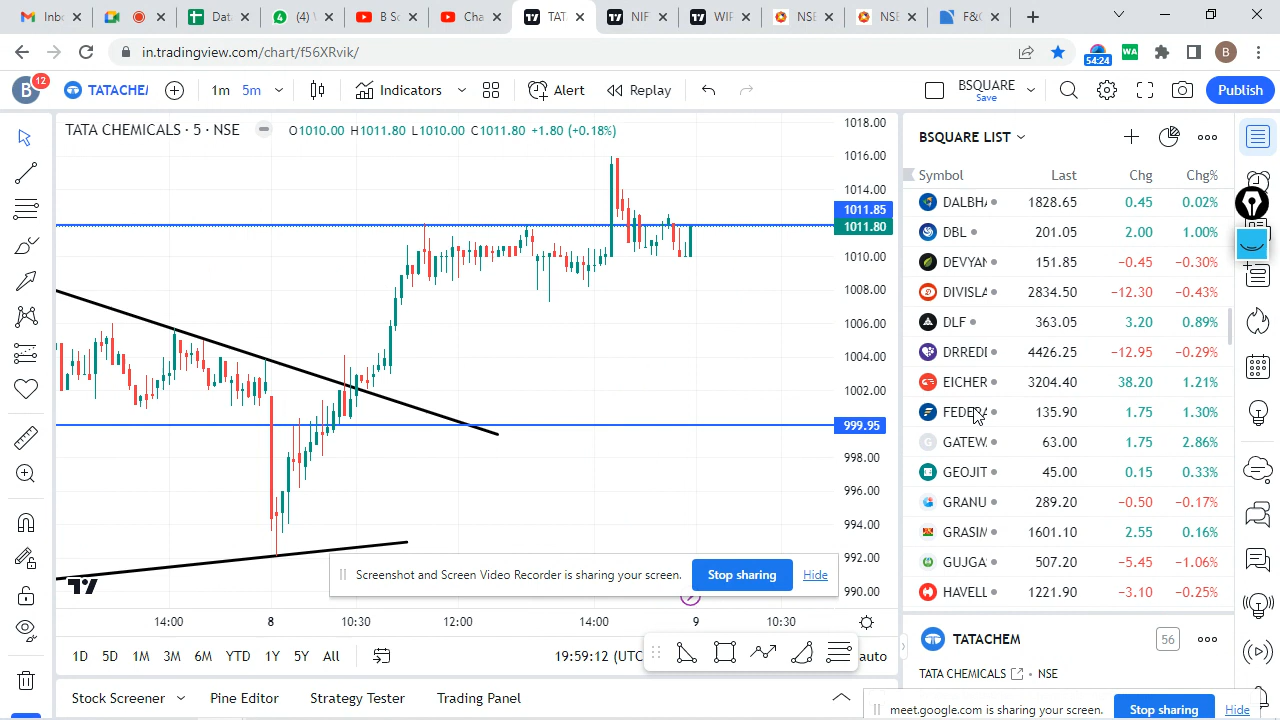 Inb
Dat
(4) (
B Sc
Ch
TAT
NIF
WIP
NSE
NSE
F&C
in.tradingview.com/chart/f56XRvik/
54:24
WA
B
B
12
TATACHEM
1m 5m
Indicators
Alert
Replay
BSQUARE
Save
Publish
TATA CHEMICALS · 5 · NSE
O1010.00 H1011.80 L1010.00 C1011.80 +1.80 (+0.18%)
1018.00
1016.00
1014.00
1011.85
1011.80
1010.00
1008.00
1006.00
1004.00
1002.00
999.95
998.00
996.00
994.00
992.00
990.00
14:00 8 10:30 12:00 14:00 9 10:30
Screenshot and Screen Video Recorder is sharing your screen. Stop sharing Hide
1D 5D 1M 3M 6M YTD 1Y 5Y All
19:59:12 (UTC
auto
Stock Screener Pine Editor Strategy Tester Trading Panel
BSQUARE LIST
Symbol Last Chg Chg%
DALBH 1828.65 0.45 0.02%
DBL 201.05 2.00 1.00%
DEVYAN 151.85 −0.45 −0.30%
DIVISLA 2834.50 −12.30 −0.43%
DLF 363.05 3.20 0.89%
DRREDD 4426.25 −12.95 −0.29%
EICHER 3204.40 38.20 1.21%
FEDERA 135.90 1.75 1.30%
GATEW 63.00 1.75 2.86%
GEOJIT 45.00 0.15 0.33%
GRANU 289.20 −0.50 −0.17%
GRASIM 1601.10 2.55 0.16%
GUJGA 507.20 −5.45 −1.06%
HAVELL 1221.90 −3.10 −0.25%
TATACHEM
56
TATA CHEMICALS · NSE
meet.google.com is sharing your screen. Stop sharing Hide